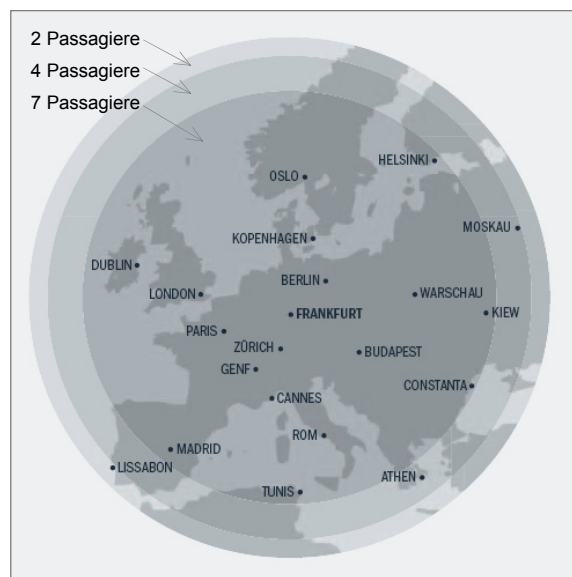 2 Passagiere
4 Passagiere
7 Passagiere
HELSINKI
OSLO
MOSKAU
KOPENHAGEN
DUBLIN
BERLIN
LONDON
WARSCHAU
FRANKFURT
KIEW
PARIS
ZÜRICH
BUDAPEST
GENF
CONSTANTA
CANNES
ROM
MADRID
LISSABON
ATHEN
TUNIS